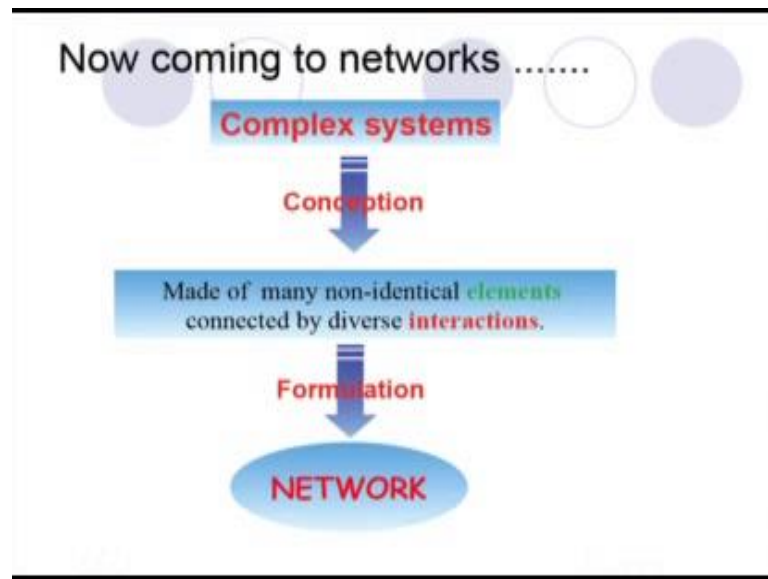 Now coming to networks .......
Complex systems
Conception
Made of many non-identical elements
connected by diverse interactions.
Formulation
NETWORK